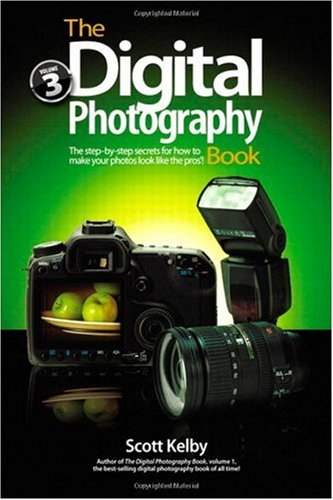 The
VOLUME
3
Digital
Photography
Book
The step-by-step secrets for how to
make your photos look like the pros'!
Scott Kelby
Author of The Digital Photography Book, volume 1,
the best-selling digital photography book of all time!